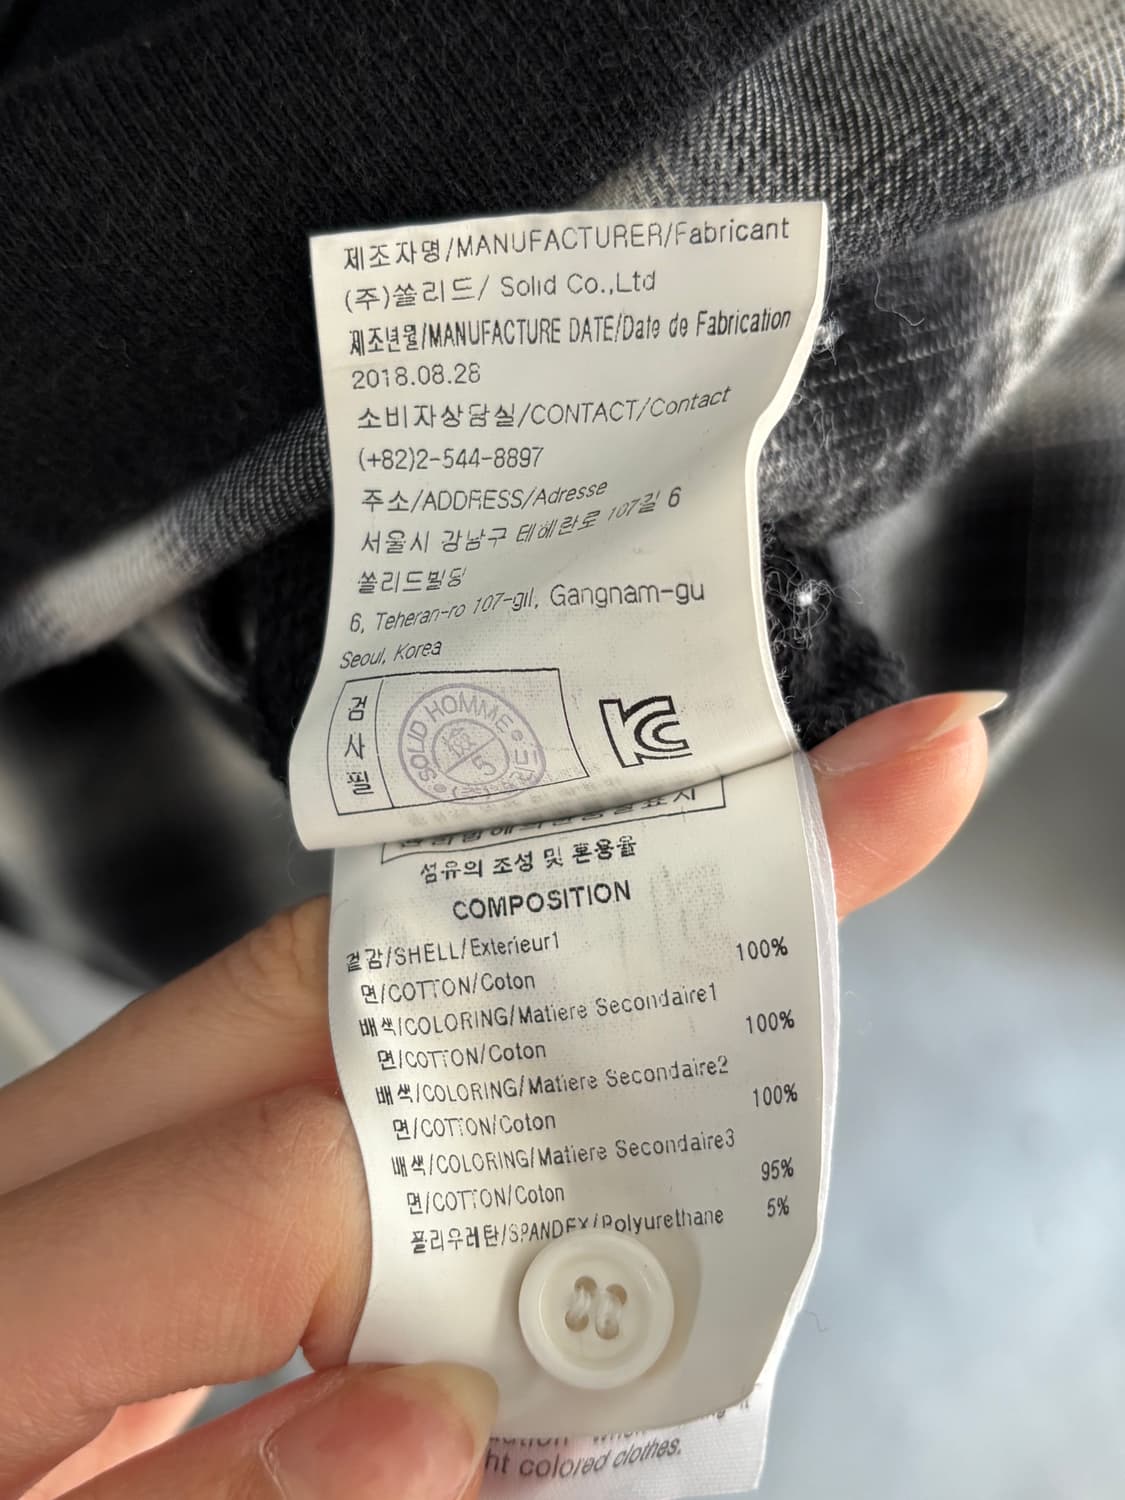 제조자명/MANUFACTURER/Fabricant
(주)쏠리드/ Solid Co.,Ltd
제조년월/MANUFACTURE DATE/Date de Fabrication
2018.08.28
소비자상담실/CONTACT/Contact
(+82)2-544-8897
주소/ADDRESS/Adresse
서울시 강남구 테헤란로 107길 6
쏠리드빌딩
6, Teheran-ro 107-gil, Gangnam-gu
Seoul, Korea
검사필
SOLID HOMME
5
섬유의 조성 및 혼용율
COMPOSITION
겉감/SHELL/Exterieur1
면/COTTON/Coton 100%
배색/COLORING/Matiere Secondaire1
면/COTTON/Coton 100%
배색/COLORING/Matiere Secondaire2
면/COTTON/Coton 100%
배색/COLORING/Matiere Secondaire3
면/COTTON/Coton 95%
폴리우레탄/SPANDEX/Polyurethane 5%
colored clothes.